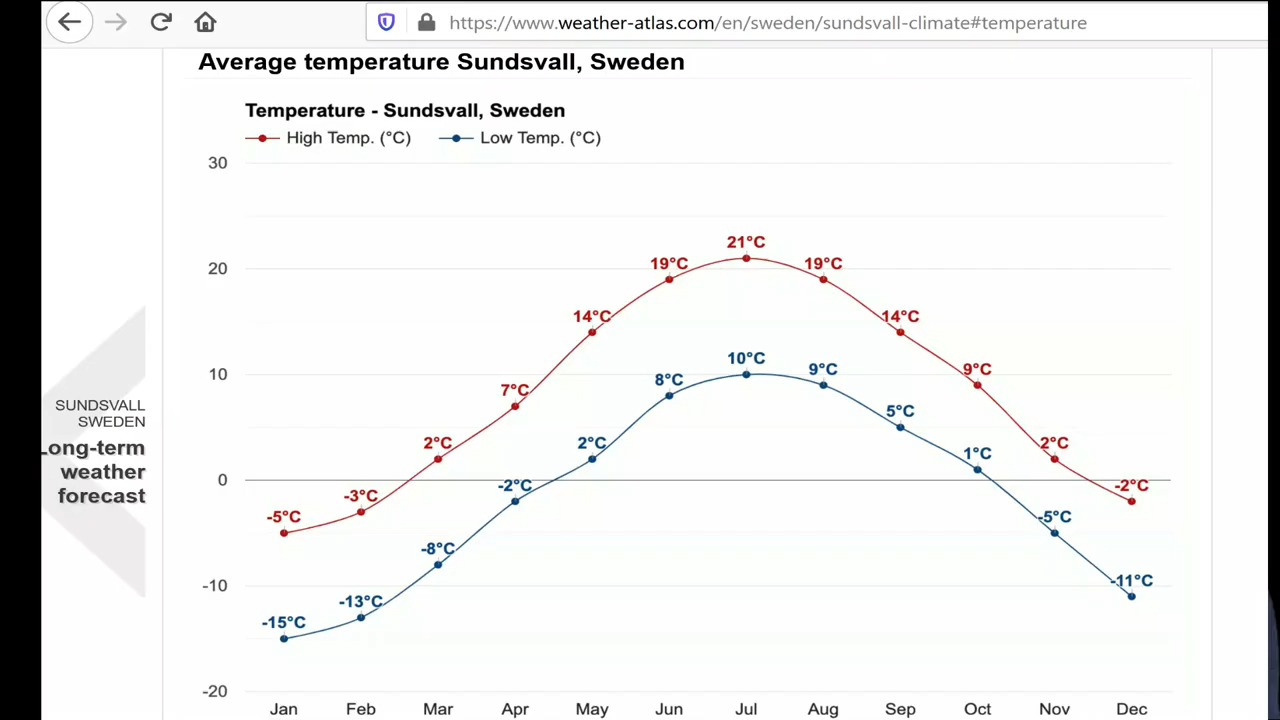 https://www.weather-atlas.com/en/sweden/sundsvall-climate#temperature
Average temperature Sundsvall, Sweden
Temperature - Sundsvall, Sweden
High Temp. (°C) Low Temp. (°C)
30
20
10
0
-10
-20
-5°C
-3°C
2°C
7°C
14°C
19°C
21°C
19°C
14°C
9°C
2°C
-2°C
-15°C
-13°C
-8°C
-2°C
2°C
8°C
10°C
9°C
5°C
1°C
-5°C
-11°C
Jan Feb Mar Apr May Jun Jul Aug Sep Oct Nov Dec
SUNDSVALL
SWEDEN
Long-term
weather
forecast